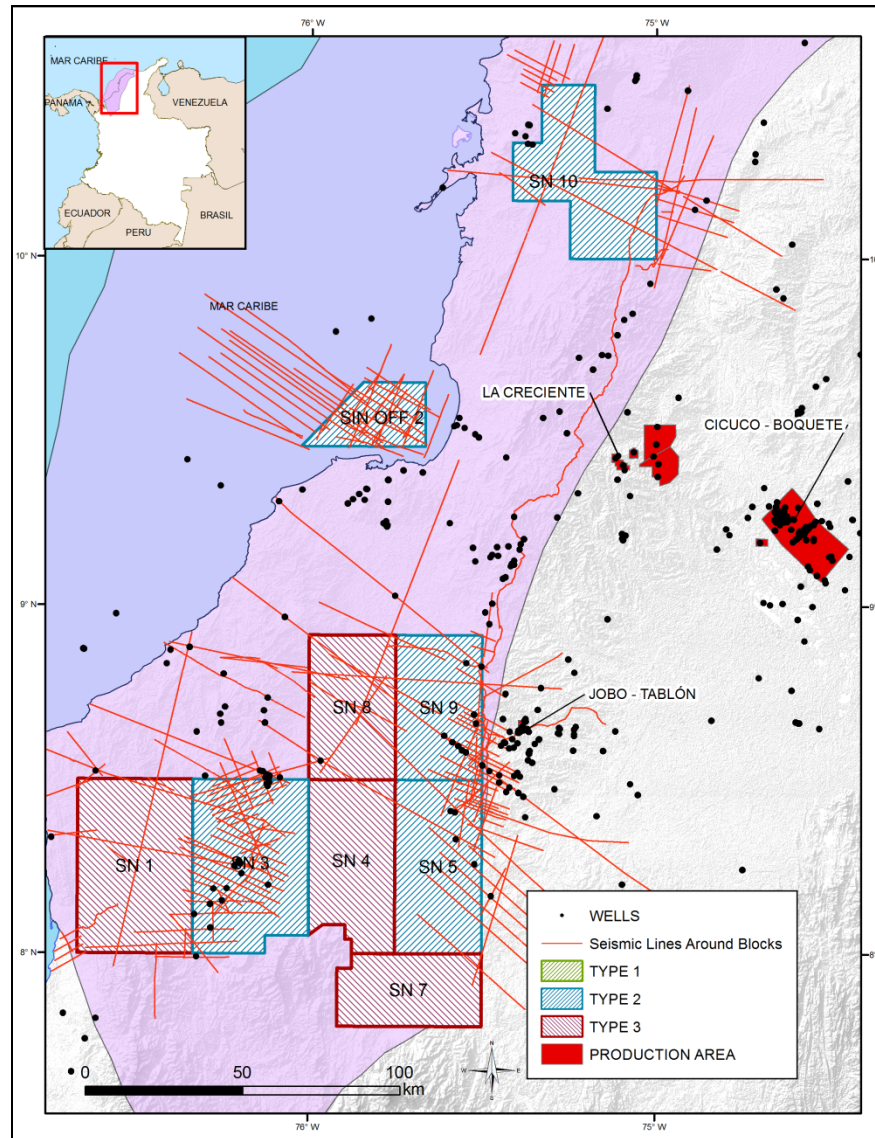 76° W
75° W
MAR CARIBE
PANAMA
VENEZUELA
ECUADOR
PERU
BRASIL
SN 10
10° N
10
MAR CARIBE
SIN OFF 2
LA CRECIENTE
CICUCO - BOQUETE
9° N
9
SN 8
SN 9
JOBO - TABLÓN
SN 1
SN 3
SN 4
SN 5
8° N
8
SN 7
WELLS
Seismic Lines Around Blocks
TYPE 1
TYPE 2
TYPE 3
PRODUCTION AREA
0 50 100
km
N
W E
S
76° W
75° W